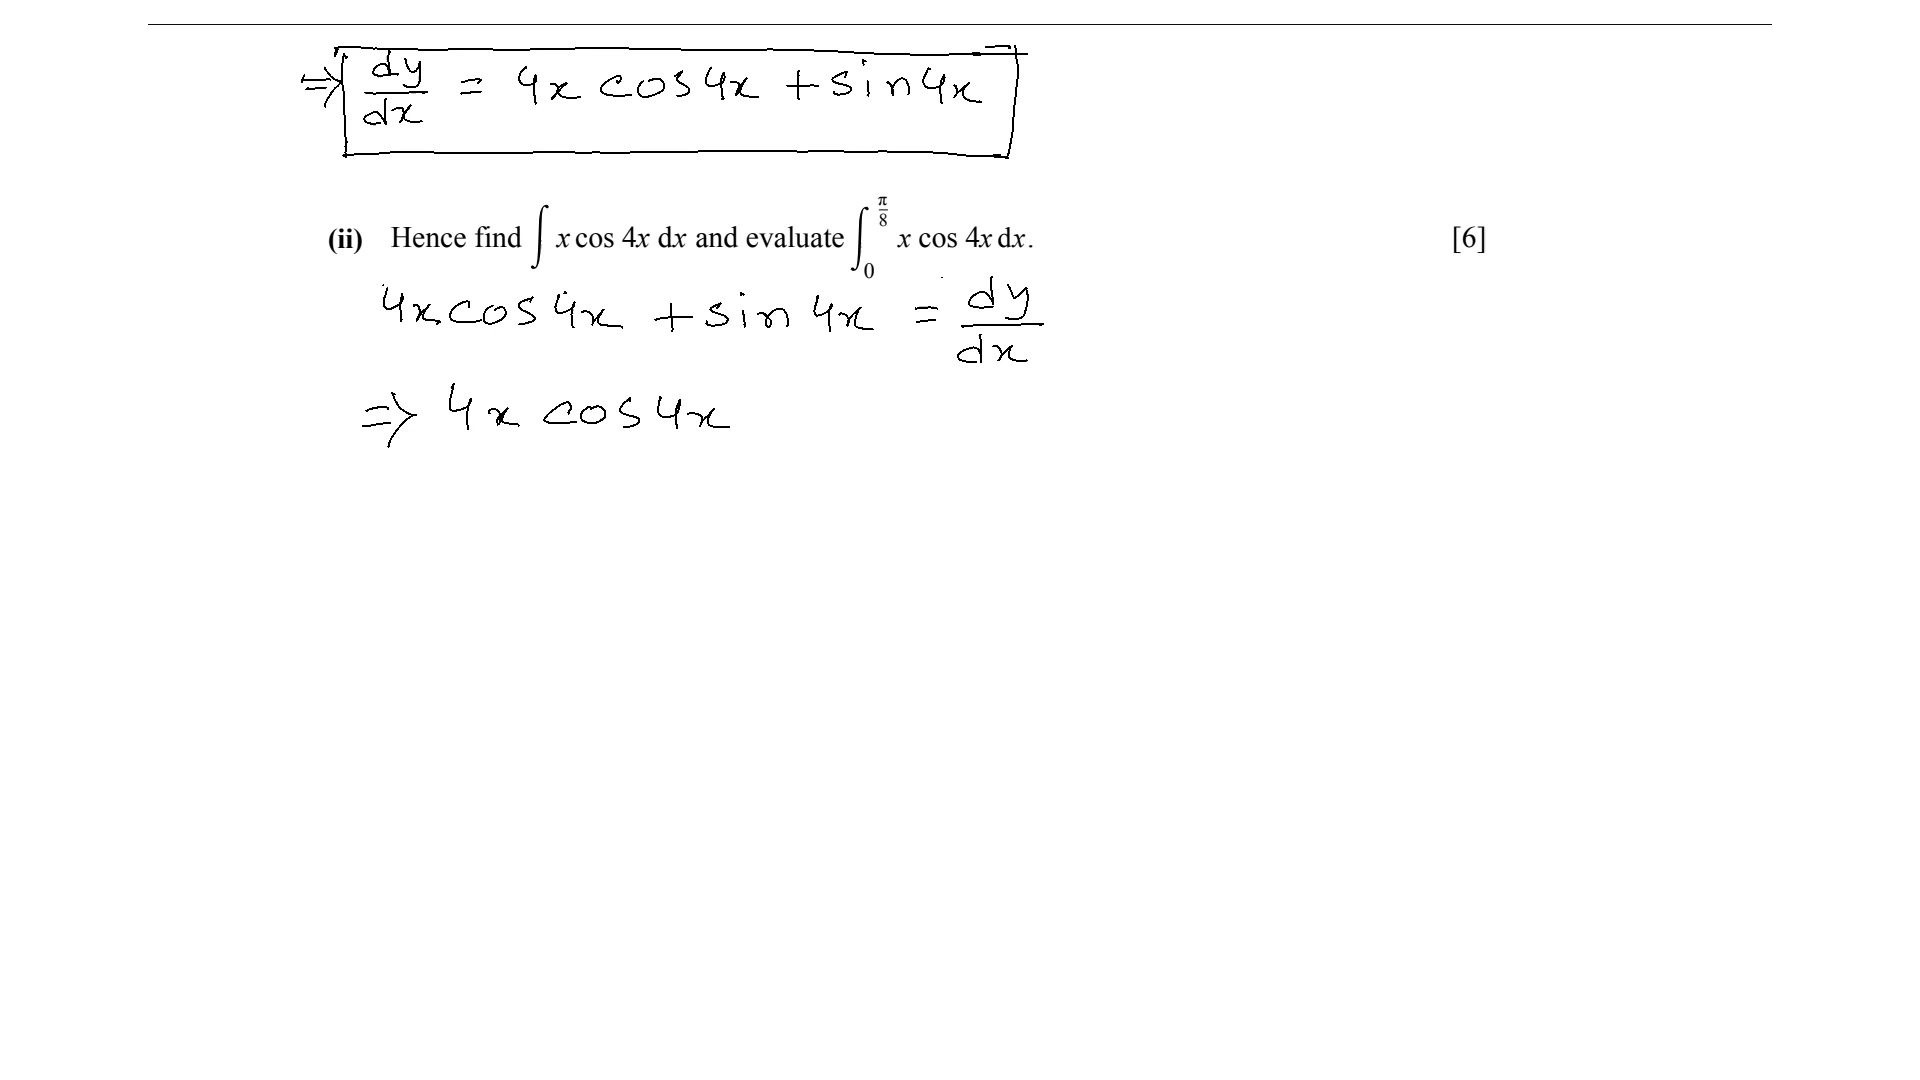 ⇒ dy/dx = 4x cos4x + sin4x
(ii) Hence find ∫ x cos 4x dx and evaluate ∫₀^(π/8) x cos 4x dx. [6]
4x cos 4x + sin 4x = dy/dx
⇒ 4x cos 4x